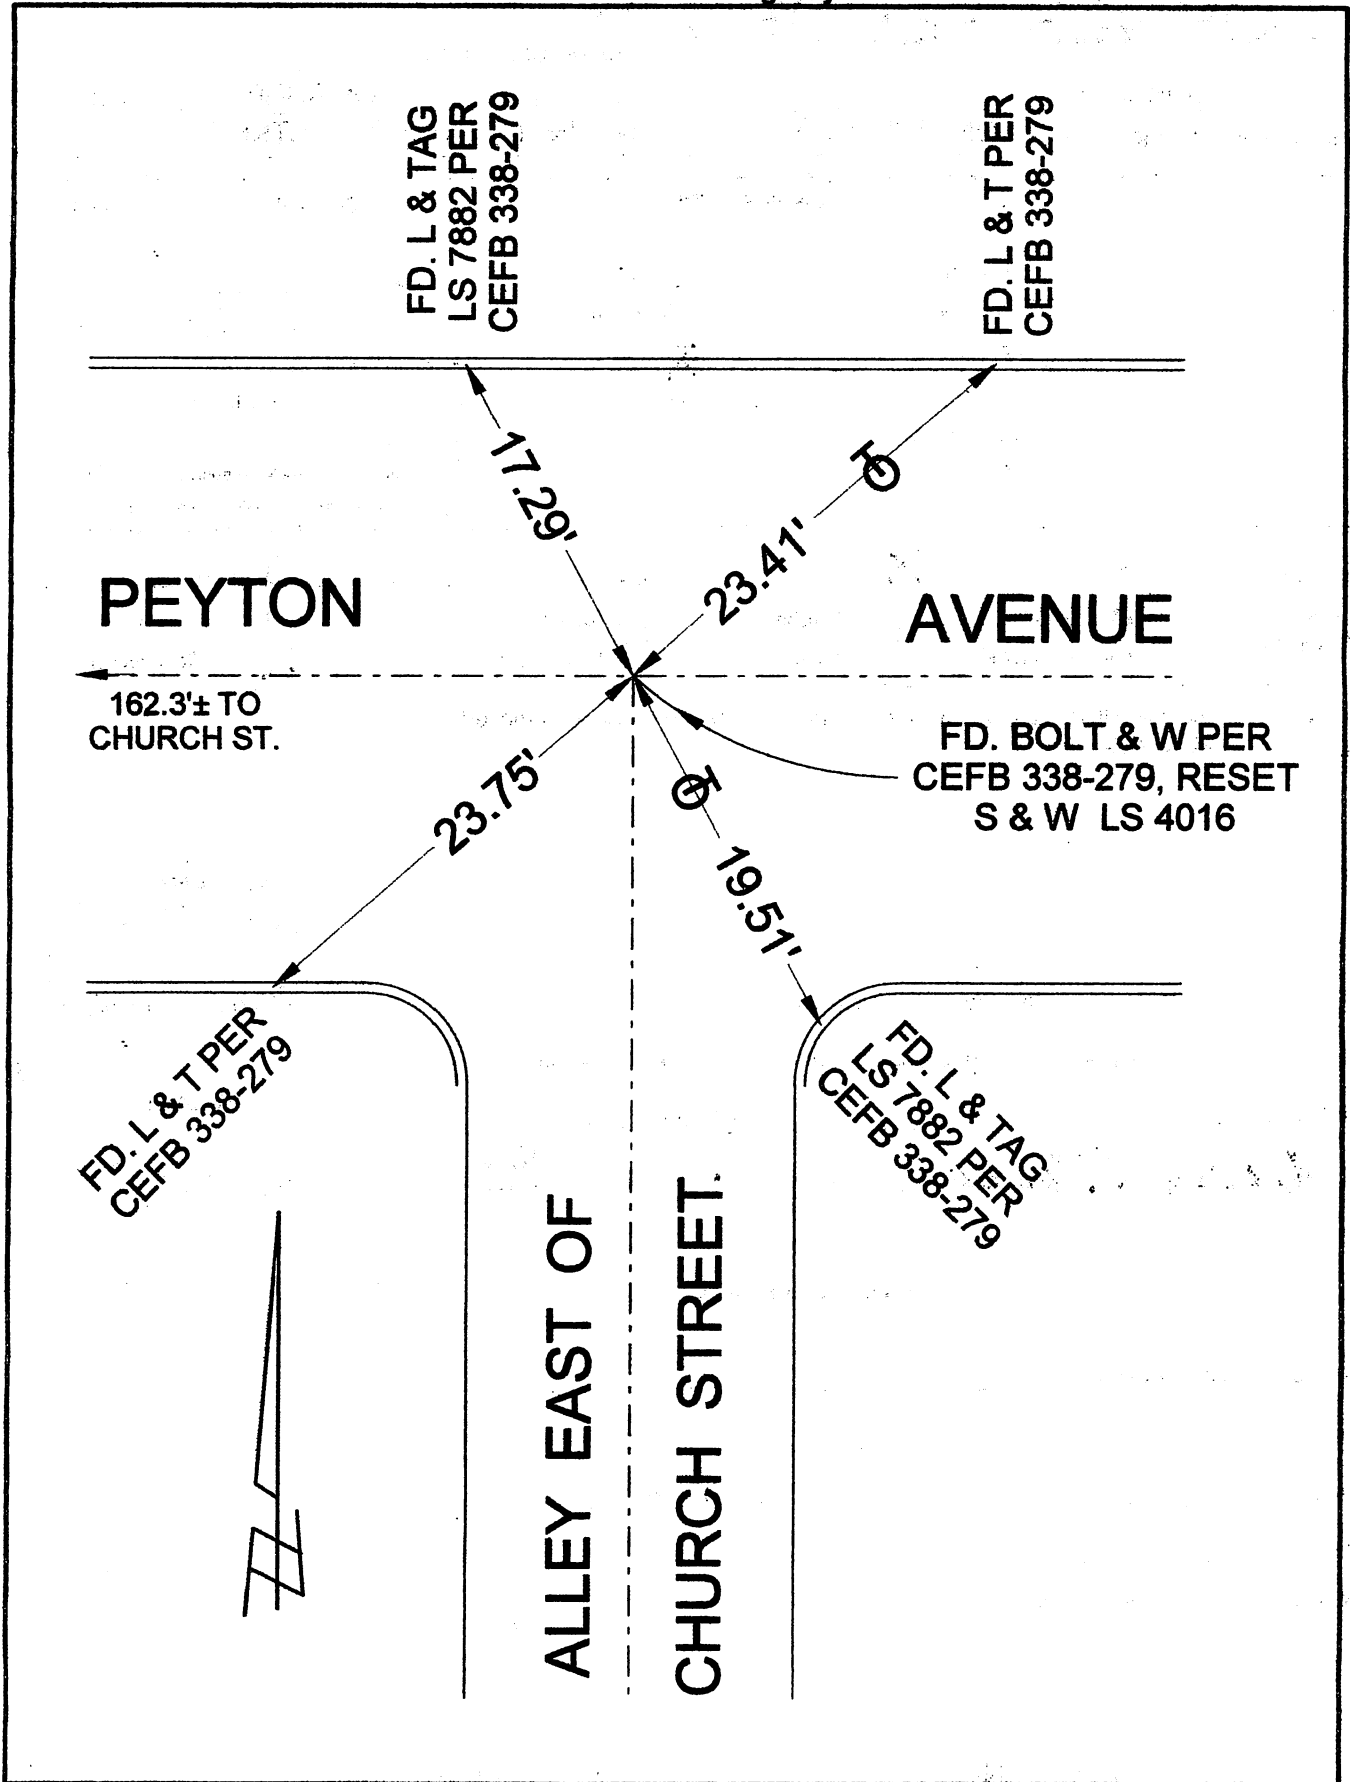 FD. L & TAG
LS 7882 PER
CEFB 338-279
FD. L & T PER
CEFB 338-279
17.29'
23.41'
PEYTON AVENUE
162.3'± TO
CHURCH ST.
FD. BOLT & W PER
CEFB 338-279, RESET
S & W LS 4016
23.75'
19.51'
FD. L & T PER
CEFB 338-279
FD. L & TAG
LS 7882 PER
CEFB 338-279
ALLEY EAST OF
CHURCH STREET